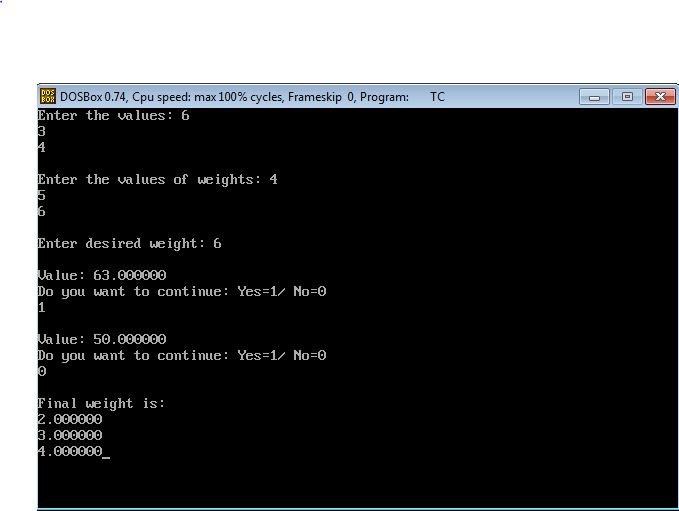 DOSBox 0.74, Cpu speed: max 100% cycles, Frameskip 0, Program: TC
Enter the values: 6
3
4
Enter the values of weights: 4
5
6
Enter desired weight: 6
Value: 63.000000
Do you want to continue: Yes=1/ No=0
1
Value: 50.000000
Do you want to continue: Yes=1/ No=0
0
Final weight is:
2.000000
3.000000
4.000000_